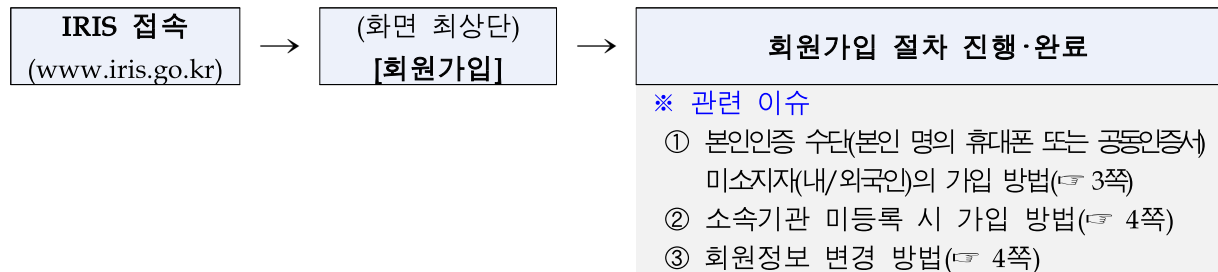 IRIS 접속
(www.iris.go.kr)
→
(화면 최상단)
[회원가입]
→
회원가입 절차 진행·완료
※ 관련 이슈
① 본인인증 수단(본인 명의 휴대폰 또는 공동인증서)
미소지자(내/외국인)의 가입 방법(☞ 3쪽)
② 소속기관 미등록 시 가입 방법(☞ 4쪽)
③ 회원정보 변경 방법(☞ 4쪽)